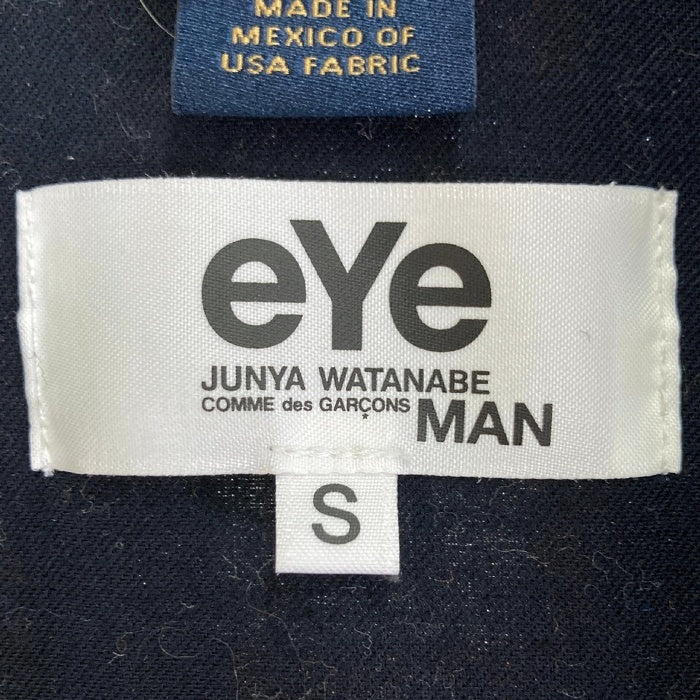 MADE IN
MEXICO OF
USA FABRIC
eYe
JUNYA WATANABE
COMME des GARÇONS MAN
S